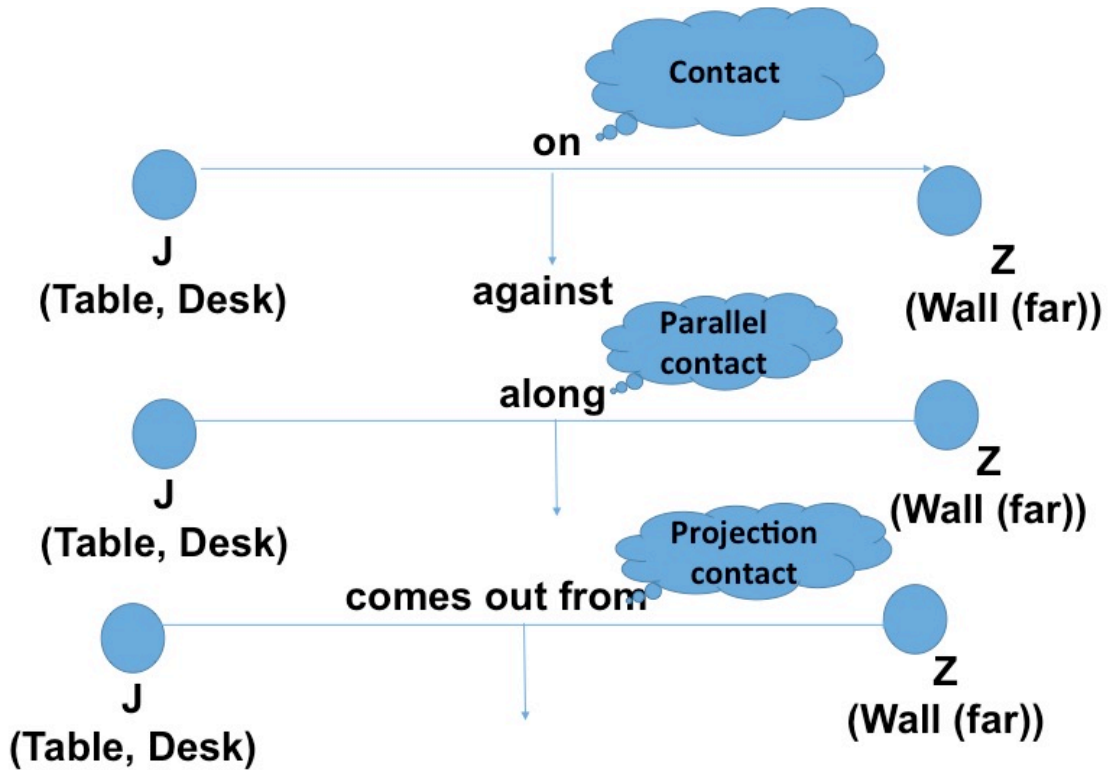 Contact
on
J
(Table, Desk)
Z
(Wall (far))
against
Parallel
contact
along
J
(Table, Desk)
Z
(Wall (far))
Projection
contact
comes out from
J
(Table, Desk)
Z
(Wall (far))